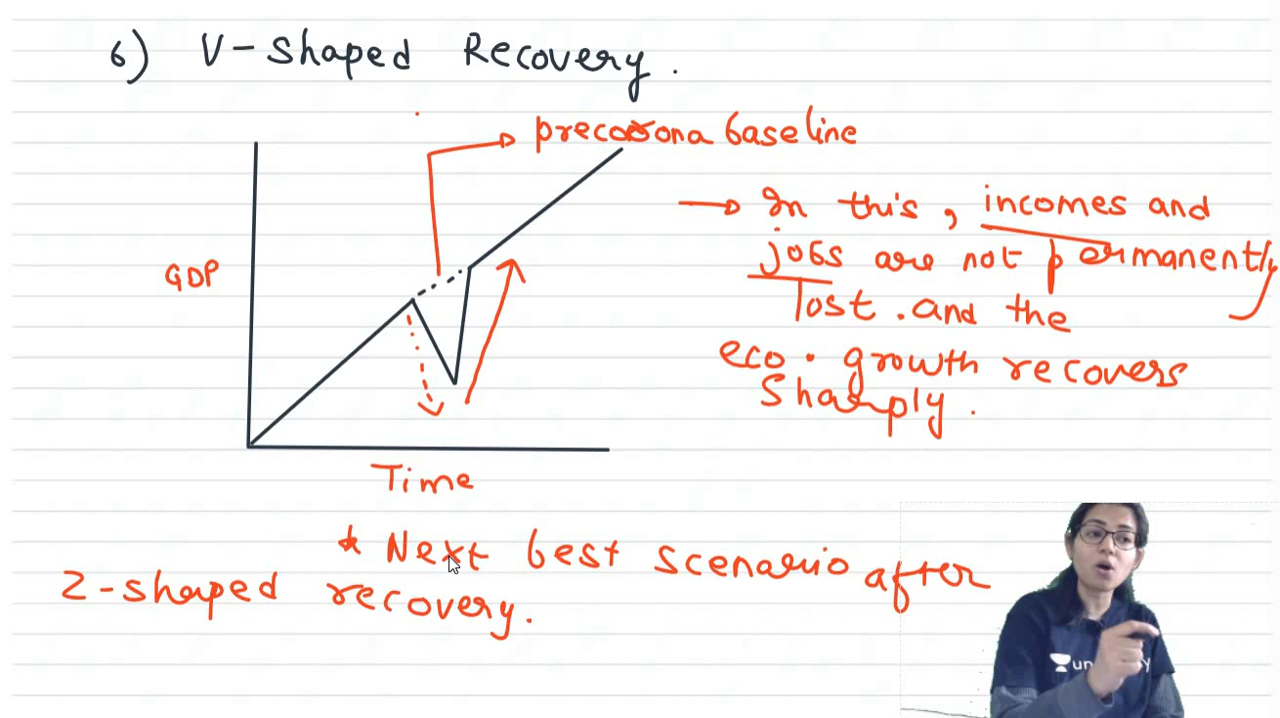 6) V-Shaped Recovery.
precorona baseline
→ In this, incomes and
jobs are not permanently
lost. and the
eco. growth recovers
Sharply.
GDP
Time
* Next best scenario after
Z-shaped recovery.